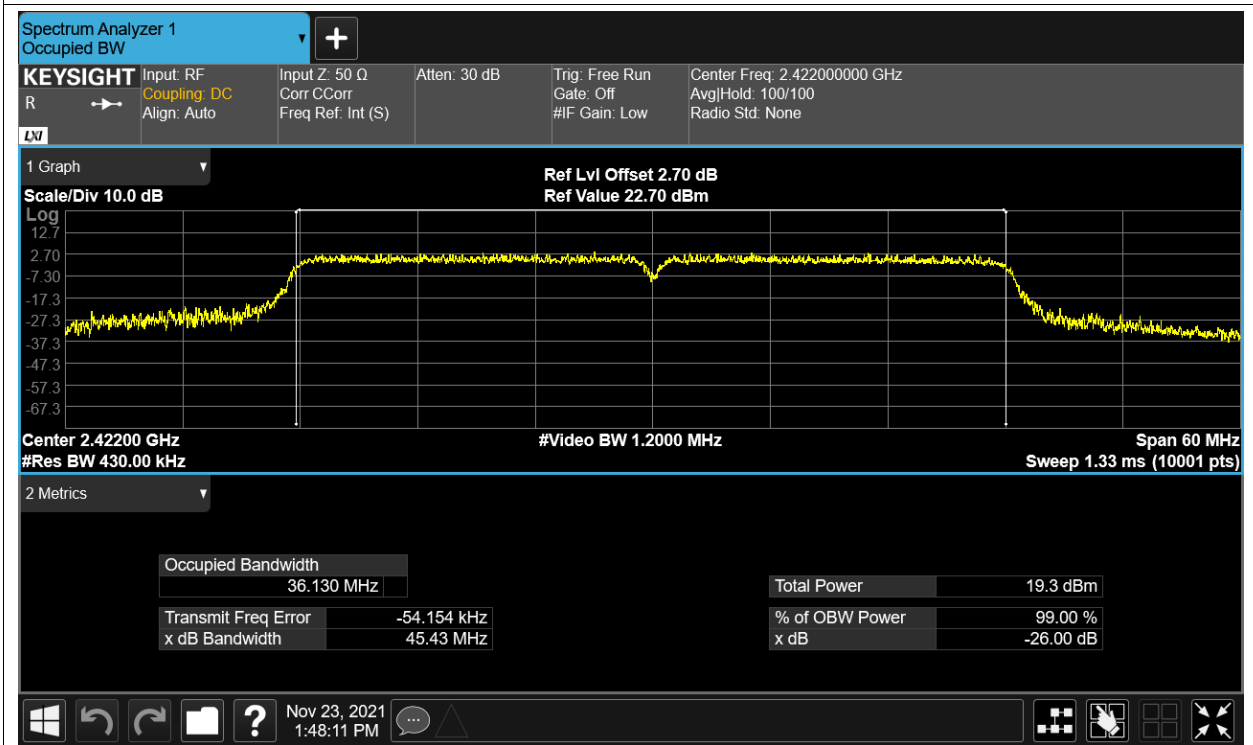 Spectrum Analyzer 1
Occupied BW
KEYSIGHT
R
LXI
Input: RF
Coupling: DC
Align: Auto
Input Z: 50 Ω
Corr CCorr
Freq Ref: Int (S)
Atten: 30 dB
Trig: Free Run
Gate: Off
#IF Gain: Low
Center Freq: 2.422000000 GHz
Avg|Hold: 100/100
Radio Std: None
1 Graph
Scale/Div 10.0 dB
Ref Lvl Offset 2.70 dB
Ref Value 22.70 dBm
Log
12.7
2.70
-7.30
-17.3
-27.3
-37.3
-47.3
-57.3
-67.3
Center 2.42200 GHz
#Video BW 1.2000 MHz
Span 60 MHz
#Res BW 430.00 kHz
Sweep 1.33 ms (10001 pts)
2 Metrics
Occupied Bandwidth
36.130 MHz
Total Power 19.3 dBm
Transmit Freq Error -54.154 kHz
% of OBW Power 99.00 %
x dB Bandwidth 45.43 MHz
x dB -26.00 dB
?
Nov 23, 2021
1:48:11 PM